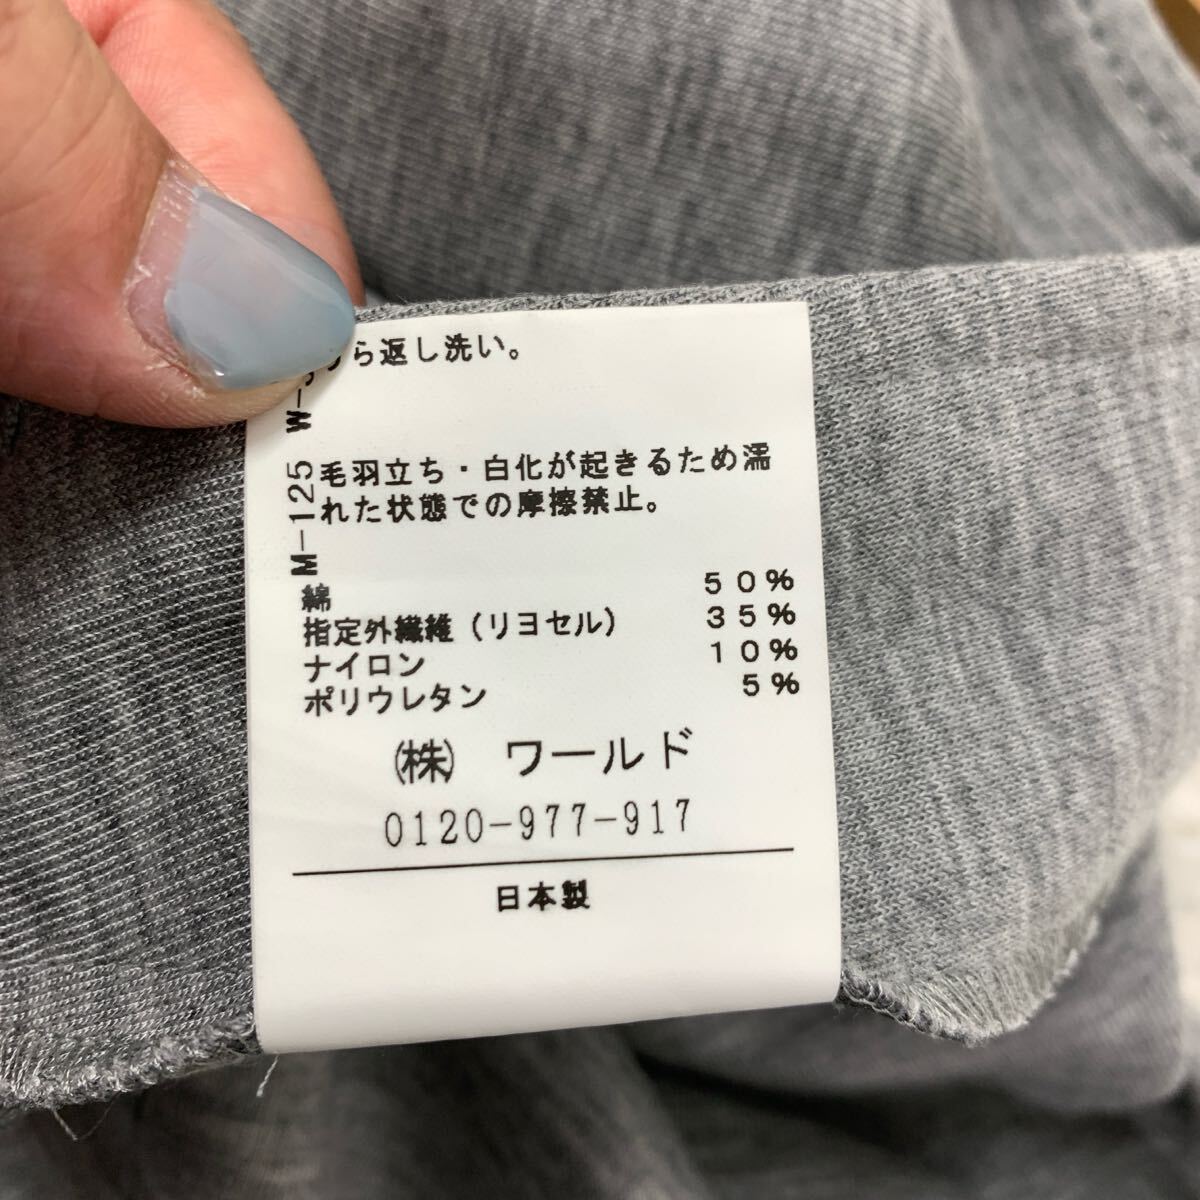 ら返し洗い。
毛羽立ち・白化が起きるため濡
れた状態での摩擦禁止。
M-125 W-
綿 50%
指定外繊維(リヨセル) 35%
ナイロン 10%
ポリウレタン 5%
(株) ワールド
0120-977-917
日本製